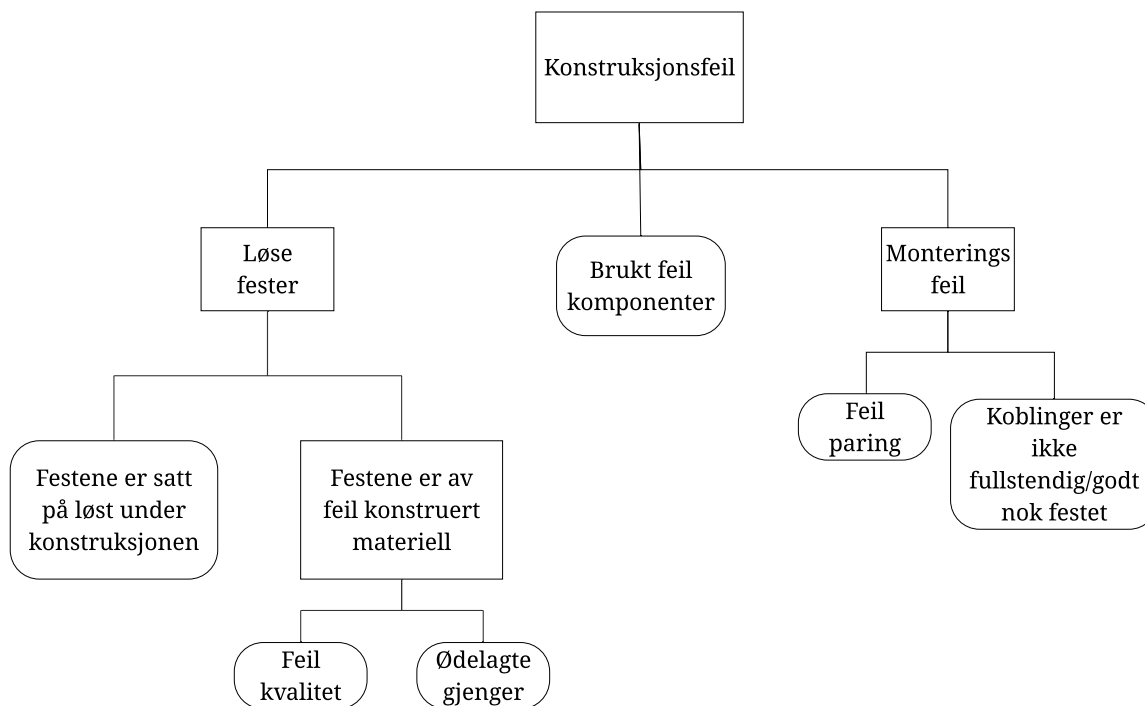 Konstruksjonsfeil
Løse
fester
Brukt feil
komponenter
Monterings
feil
Feil
paring
Koblinger er
ikke
fullstendig/godt
nok festet
Festene er satt
på løst under
konstruksjonen
Festene er av
feil konstruert
materiell
Feil
kvalitet
Ødelagte
gjenger